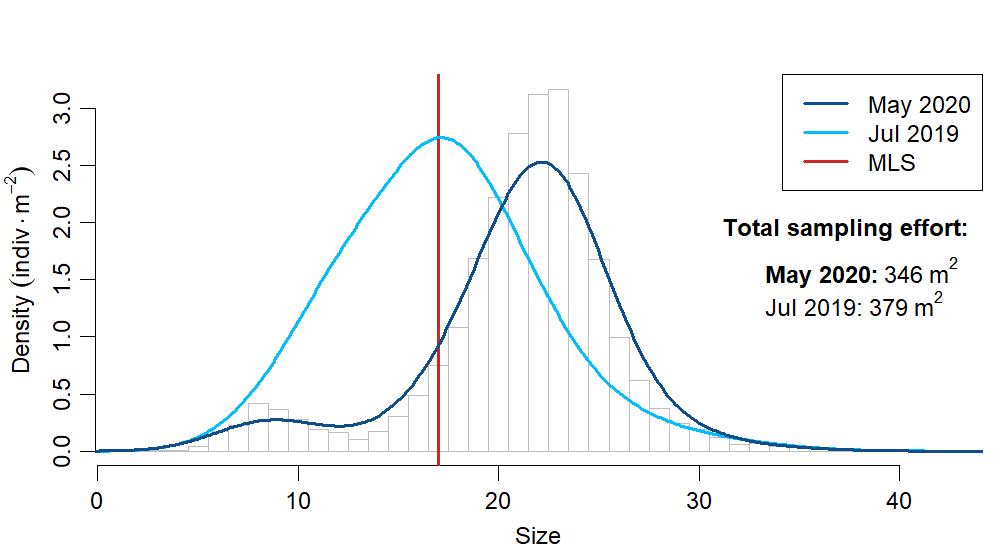 May 2020
Jul 2019
MLS
Total sampling effort:
May 2020: 346 m²
Jul 2019: 379 m²
Density (indiv · m⁻²)
3.0
2.5
2.0
1.5
1.0
0.5
0.0
0 10 20 30 40
Size